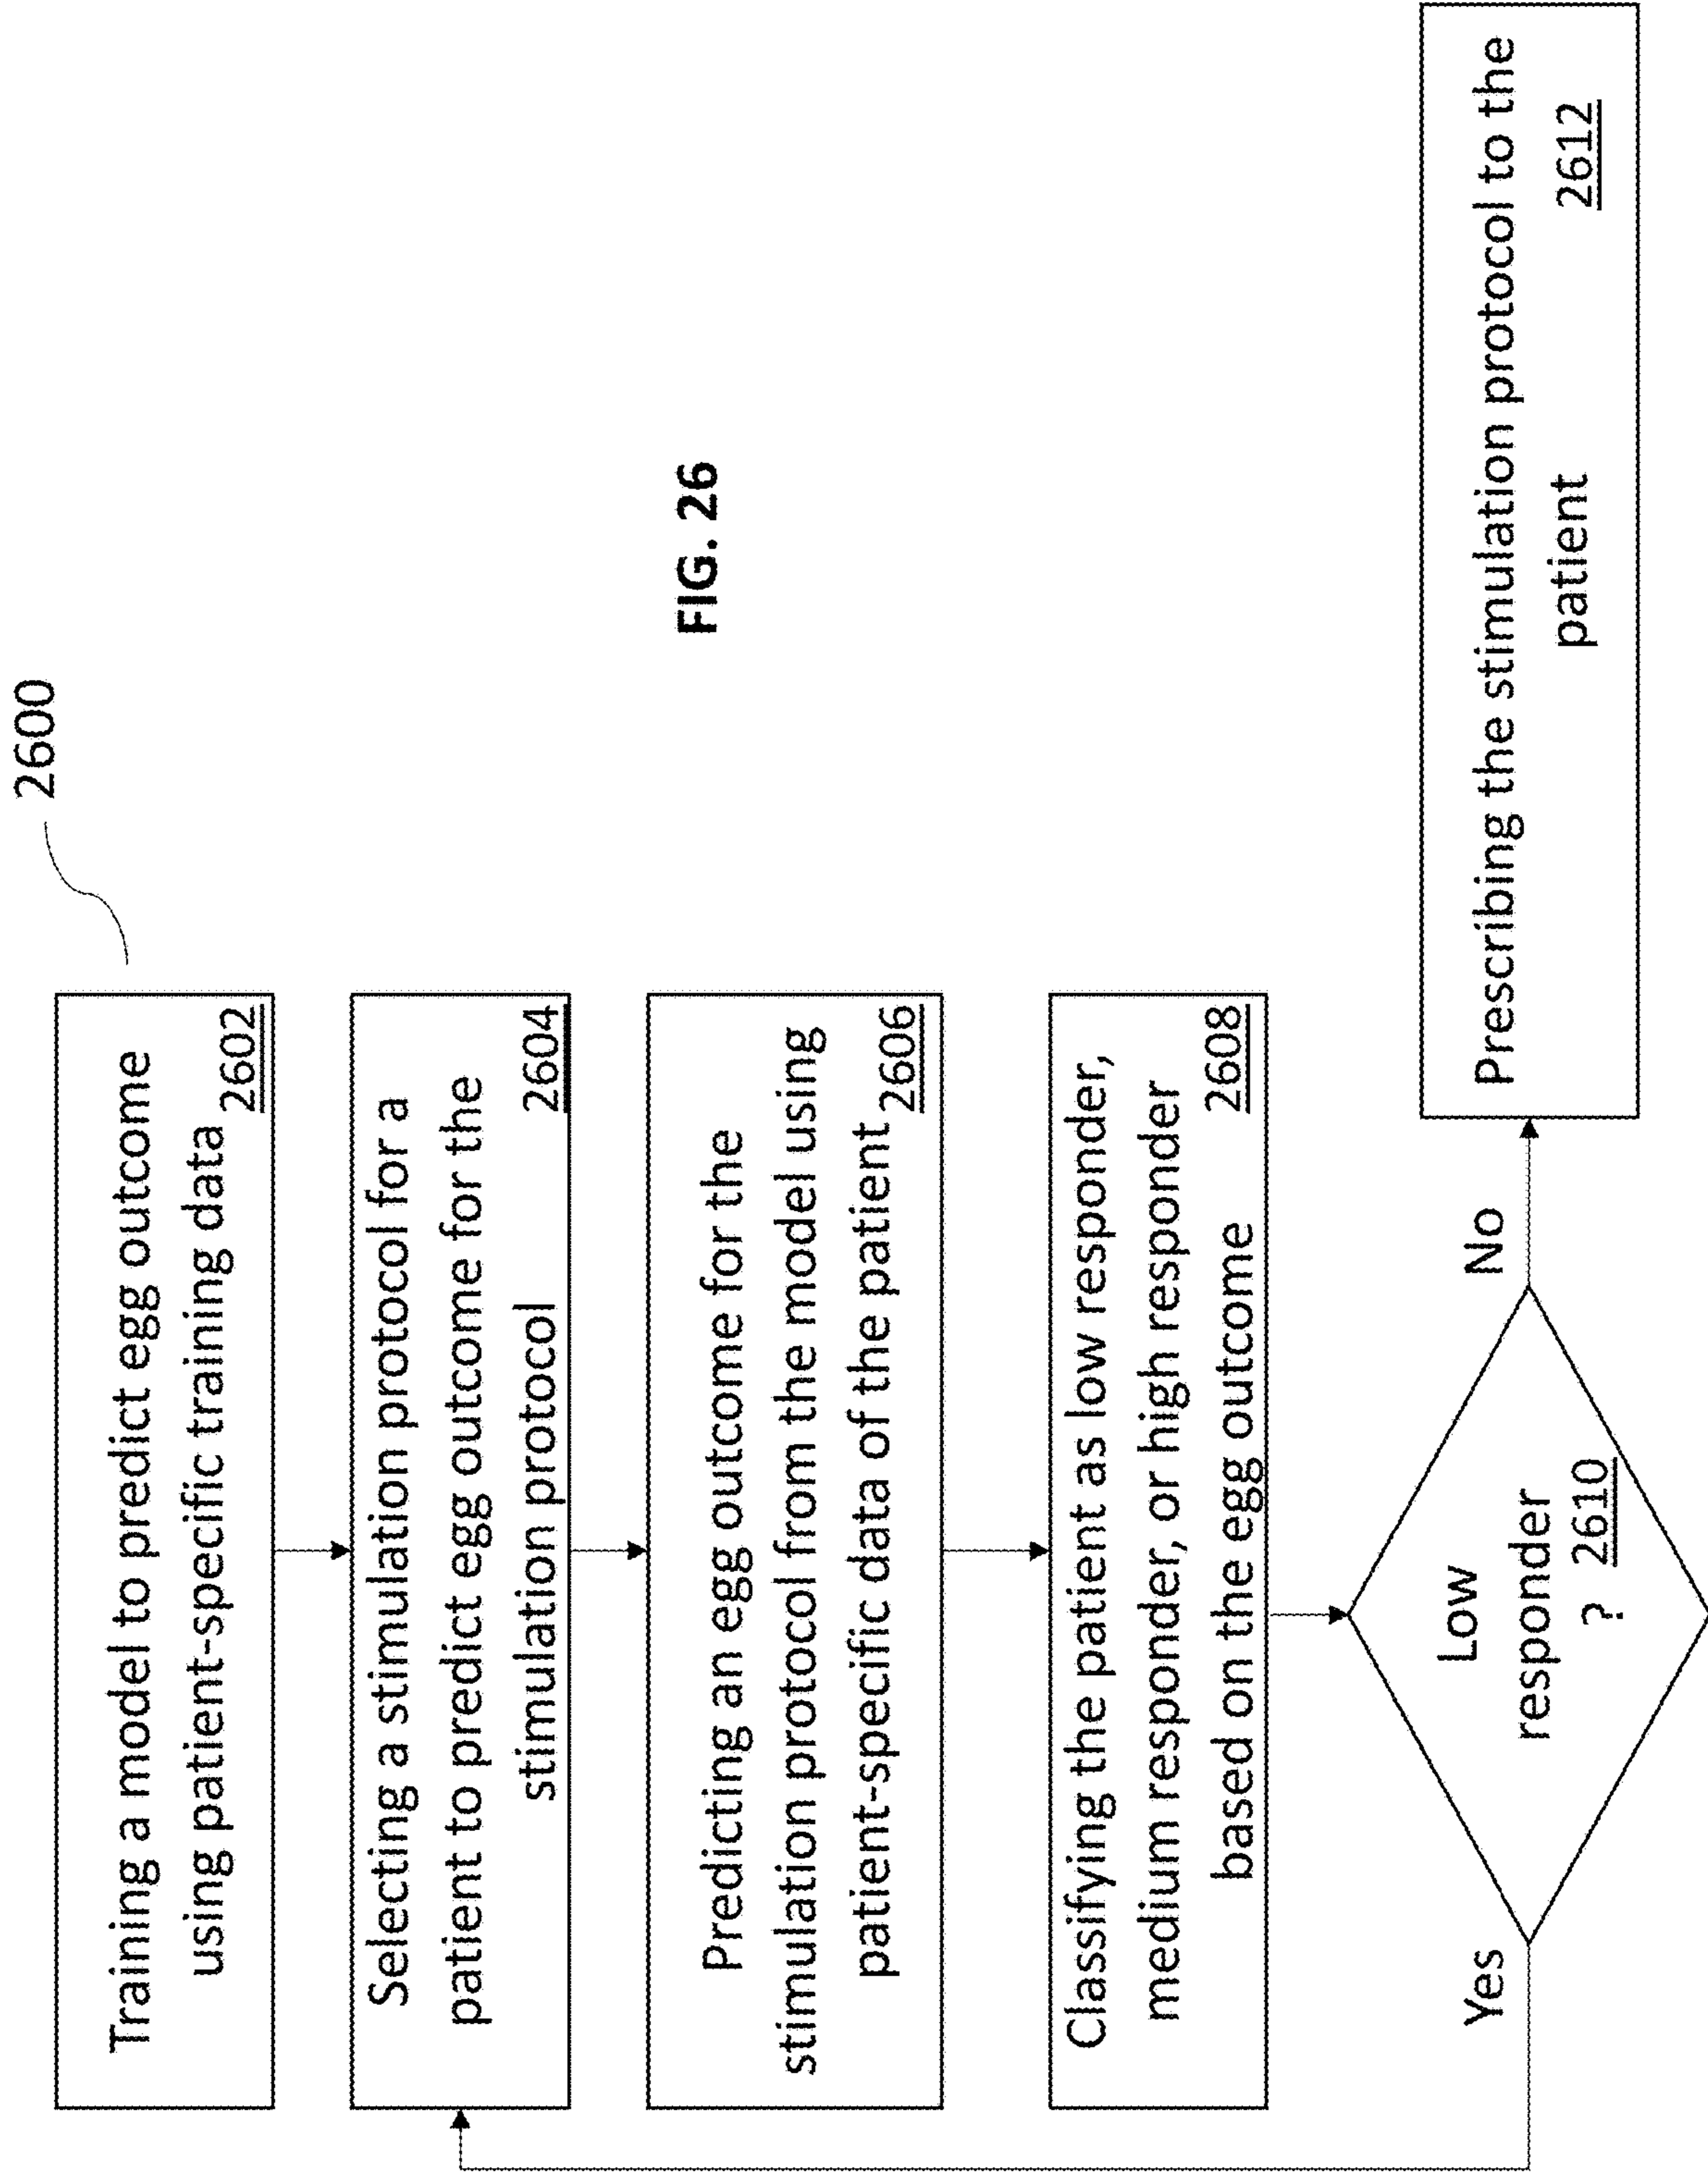 2600
Training a model to predict egg outcome
using patient-specific training data
2602
Selecting a stimulation protocol for a
patient to predict egg outcome for the
stimulation protocol
2604
Predicting an egg outcome for the
stimulation protocol from the model using
patient-specific data of the patient
2606
Classifying the patient as low responder,
medium responder, or high responder
based on the egg outcome
2608
Low
responder
? 2610
Yes
No
Prescribing the stimulation protocol to the
patient
2612
FIG. 26